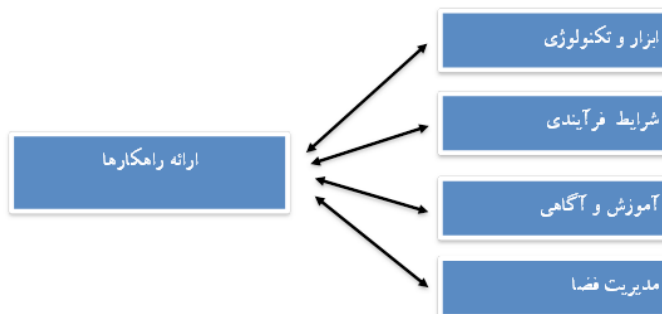 ابزار و تکنولوژی
شرایط فرآیندی
ارائه راهکارها
آموزش و آگاهی
مدیریت فضا